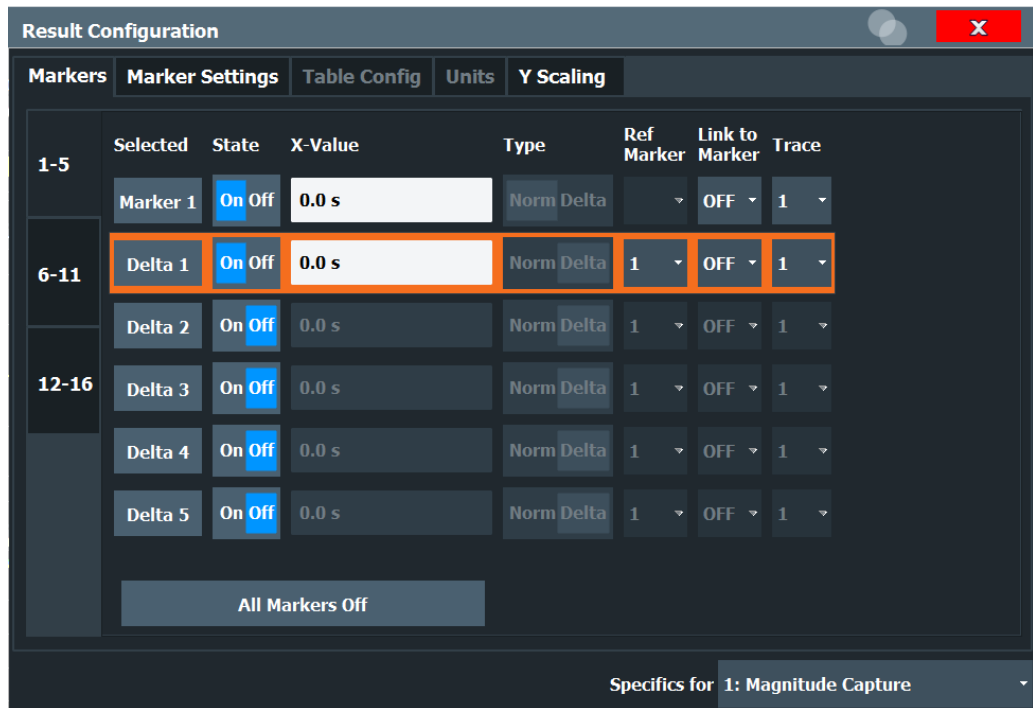 Result Configuration X
Markers Marker Settings Table Config Units Y Scaling
1-5
6-11
12-16
Selected State X-Value Type Ref Marker Link to Marker Trace
Marker 1 On Off 0.0 s Norm Delta OFF 1
Delta 1 On Off 0.0 s Norm Delta 1 OFF 1
Delta 2 On Off 0.0 s Norm Delta 1 OFF 1
Delta 3 On Off 0.0 s Norm Delta 1 OFF 1
Delta 4 On Off 0.0 s Norm Delta 1 OFF 1
Delta 5 On Off 0.0 s Norm Delta 1 OFF 1
All Markers Off
Specifics for 1: Magnitude Capture